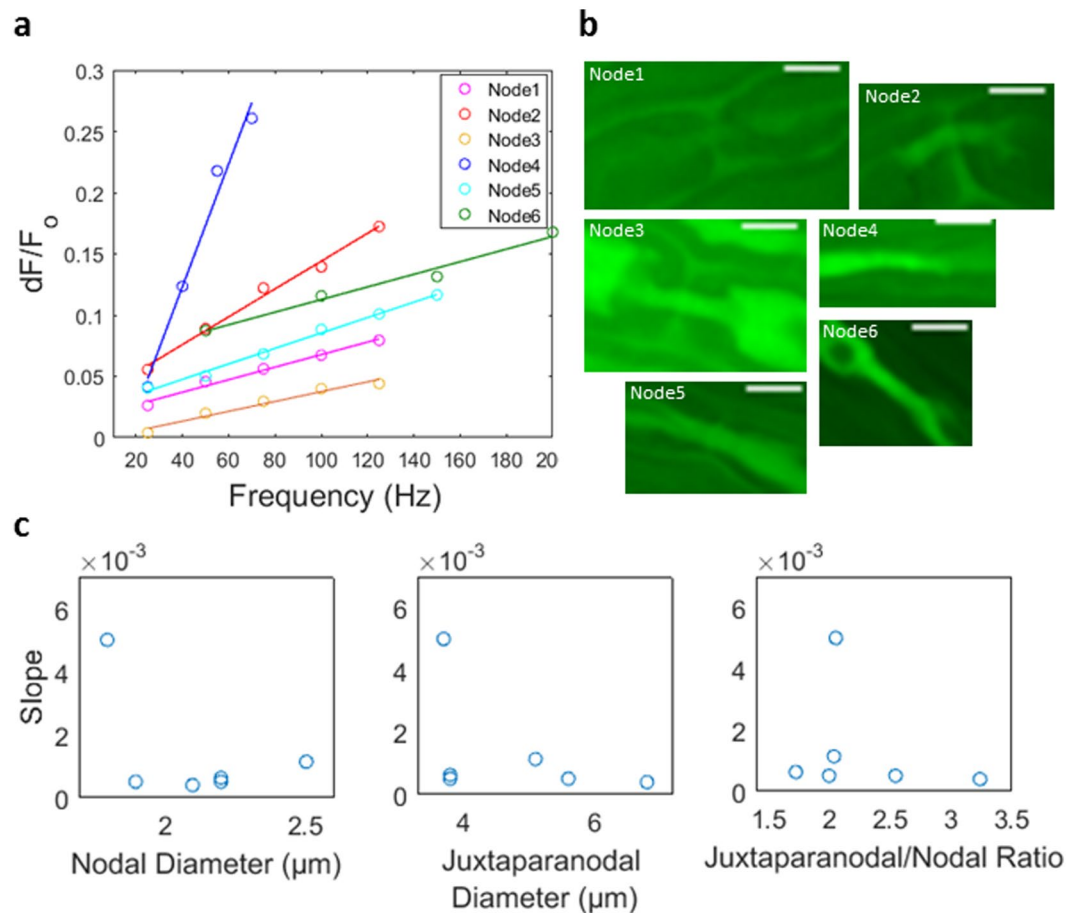 a
b
0.3
0.25
0.2
0.15
0.1
0.05
0
dF/Fo
20 40 60 80 100 120 140 160 20
Frequency (Hz)
Node1
Node2
Node3
Node4
Node5
Node6
Node1
Node2
Node3
Node4
Node5
Node6
c
×10-3
6
4
2
0
Slope
2 2.5
Nodal Diameter (µm)
×10-3
6
4
2
0
4 6
Juxtaparanodal
Diameter (µm)
×10-3
6
4
2
0
1.5 2 2.5 3 3.5
Juxtaparanodal/Nodal Ratio